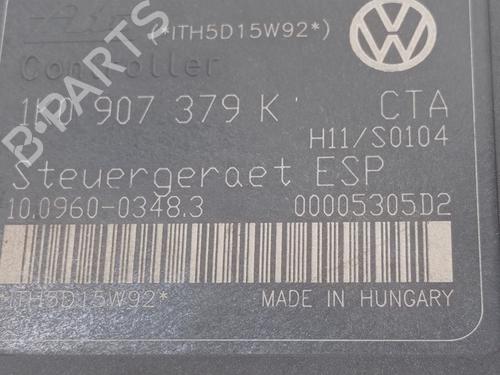 (*ITH5D15W92*)
Controller
1K0 907 379 K CTA
H11/S0104
Steuergeraet ESP
10.0960-0348.3 00005305D2
*ITH5D15W92* MADE IN HUNGARY
B-PARTS